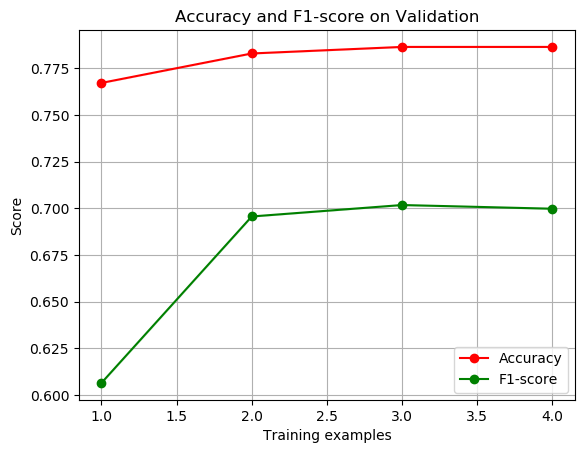 Accuracy and F1-score on Validation
0.775
0.750
0.725
0.700
0.675
0.650
0.625
0.600
Score
1.0 1.5 2.0 2.5 3.0 3.5 4.0
Training examples
Accuracy
F1-score